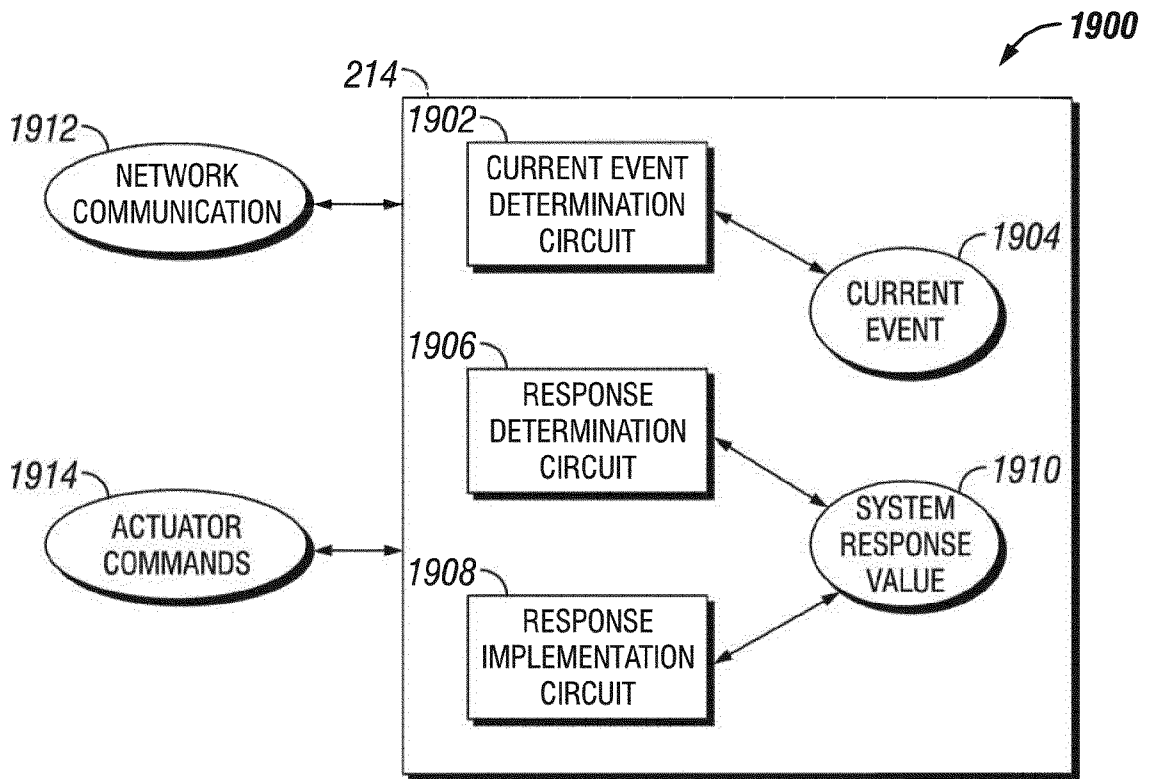 1900
214
1902
1912
NETWORK
COMMUNICATION
CURRENT EVENT
DETERMINATION
CIRCUIT
1904
CURRENT
EVENT
1906
RESPONSE
DETERMINATION
CIRCUIT
1914
ACTUATOR
COMMANDS
1910
SYSTEM
RESPONSE
VALUE
1908
RESPONSE
IMPLEMENTATION
CIRCUIT